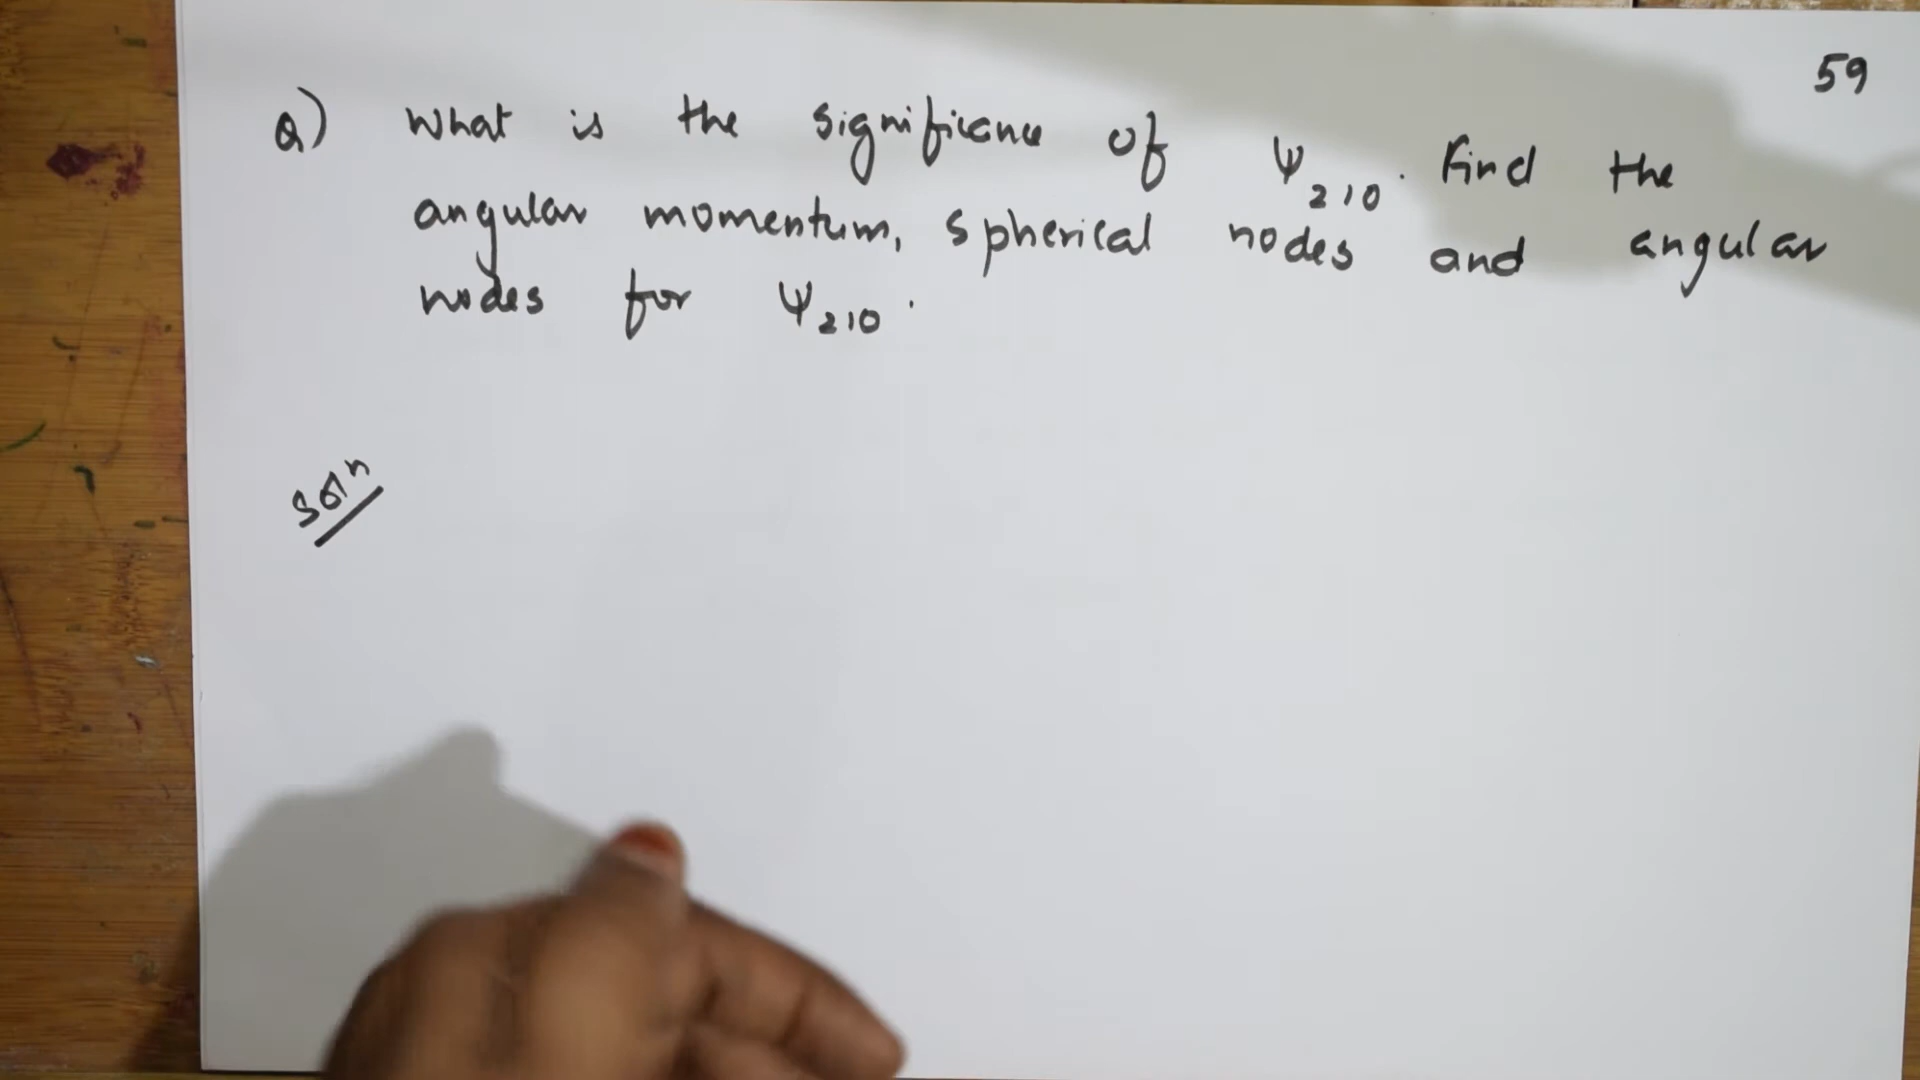 59
Q) What is the significance of Ψ₂₁₀. Find the
angular momentum, spherical nodes and angular
nodes for Ψ₂₁₀.
Solⁿ